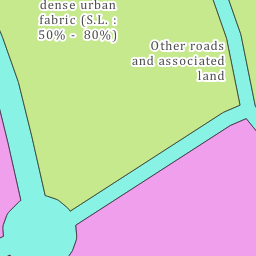 dense urban
fabric (S.L. :
50% - 80%)
Other roads
and associated
land